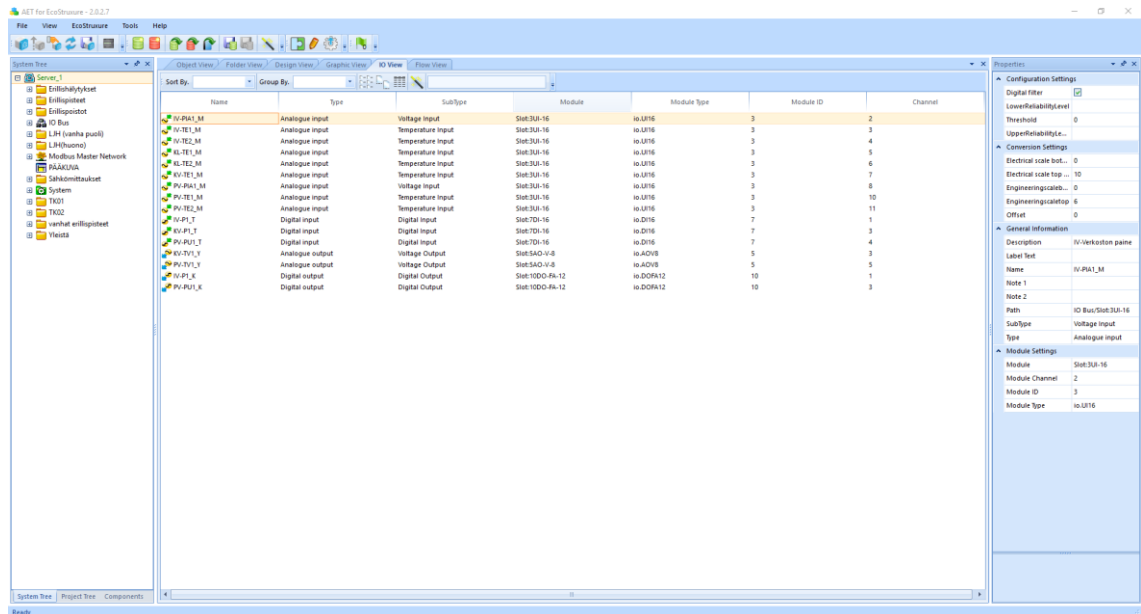 AET for EcoStruxure - 2.0.2.7
File View EcoStruxure Tools Help
System Tree
Server_1
Erillishälytykset
Erillispisteet
Erillispoistot
IO Bus
LJH (vanha puoli)
LJH(huono)
Modbus Master Network
PÄÄKUVA
Sähkömittaukset
System
TK01
TK02
vanhat erillispisteet
Yleistä
System Tree Project Tree Components
Object View Folder View Design View Graphic View IO View Flow View
Sort By. Group By.
Name Type SubType Module Module Type Module ID Channel
IV-PIA1_M Analogue input Voltage Input Slot:3UI-16 io.UI16 3 2
IV-TE1_M Analogue input Temperature Input Slot:3UI-16 io.UI16 3 3
IV-TE2_M Analogue input Temperature Input Slot:3UI-16 io.UI16 3 4
KL-TE1_M Analogue input Temperature Input Slot:3UI-16 io.UI16 3 5
KL-TE2_M Analogue input Temperature Input Slot:3UI-16 io.UI16 3 6
KV-TE1_M Analogue input Temperature Input Slot:3UI-16 io.UI16 3 7
PV-PIA1_M Analogue input Voltage Input Slot:3UI-16 io.UI16 3 8
PV-TE1_M Analogue input Temperature Input Slot:3UI-16 io.UI16 3 10
PV-TE2_M Analogue input Temperature Input Slot:3UI-16 io.UI16 3 11
IV-P1_T Digital input Digital Input Slot:7DI-16 io.DI16 7 1
KV-P1_T Digital input Digital Input Slot:7DI-16 io.DI16 7 3
PV-PU1_T Digital input Digital Input Slot:7DI-16 io.DI16 7 4
KV-TV1_Y Analogue output Voltage Output Slot:5AO-V-8 io.AOV8 5 3
PV-TV1_Y Analogue output Voltage Output Slot:5AO-V-8 io.AOV8 5 5
IV-P1_K Digital output Digital Output Slot:10DO-FA-12 io.DOFA12 10 1
PV-PU1_K Digital output Digital Output Slot:10DO-FA-12 io.DOFA12 10 3
Properties
Configuration Settings
Digital filter
LowerReliabilityLevel
Threshold 0
UpperReliabilityLe...
Conversion Settings
Electrical scale bot... 0
Electrical scale top ... 10
Engineeringscaleb... 0
Engineeringscaletop 6
Offset 0
General Information
Description IV-Verkoston paine
Label Text
Name IV-PIA1_M
Note 1
Note 2
Path IO Bus/Slot:3UI-16
SubType Voltage Input
Type Analogue input
Module Settings
Module Slot:3UI-16
Module Channel 2
Module ID 3
Module Type io.UI16
Ready